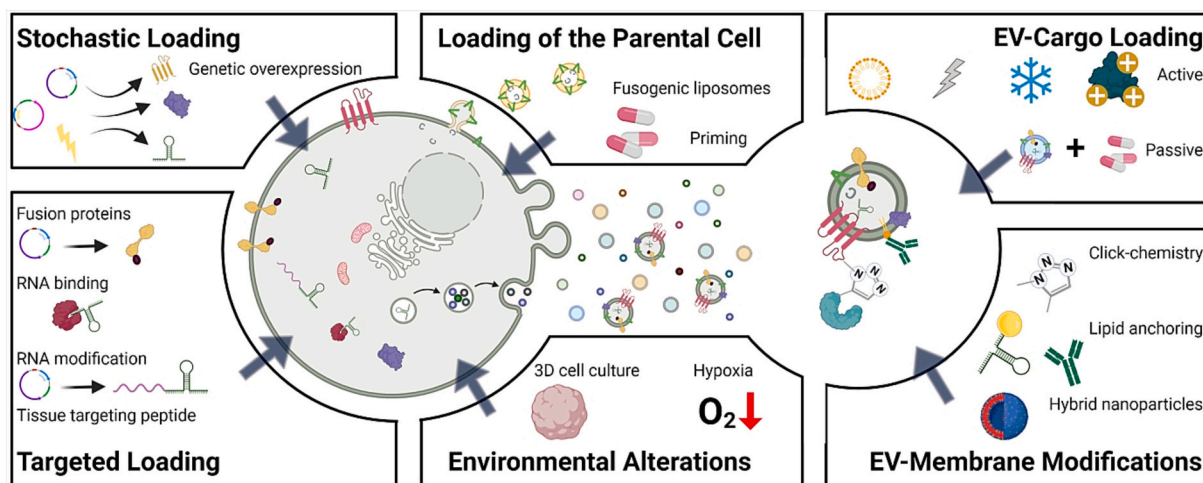 Stochastic Loading
Genetic overexpression
Loading of the Parental Cell
Fusogenic liposomes
Priming
EV-Cargo Loading
Active
+
Passive
Fusion proteins
RNA binding
RNA modification
Tissue targeting peptide
Targeted Loading
3D cell culture
Hypoxia
O2
Environmental Alterations
Click-chemistry
N
N
N
N
N
N
Lipid anchoring
Hybrid nanoparticles
EV-Membrane Modifications